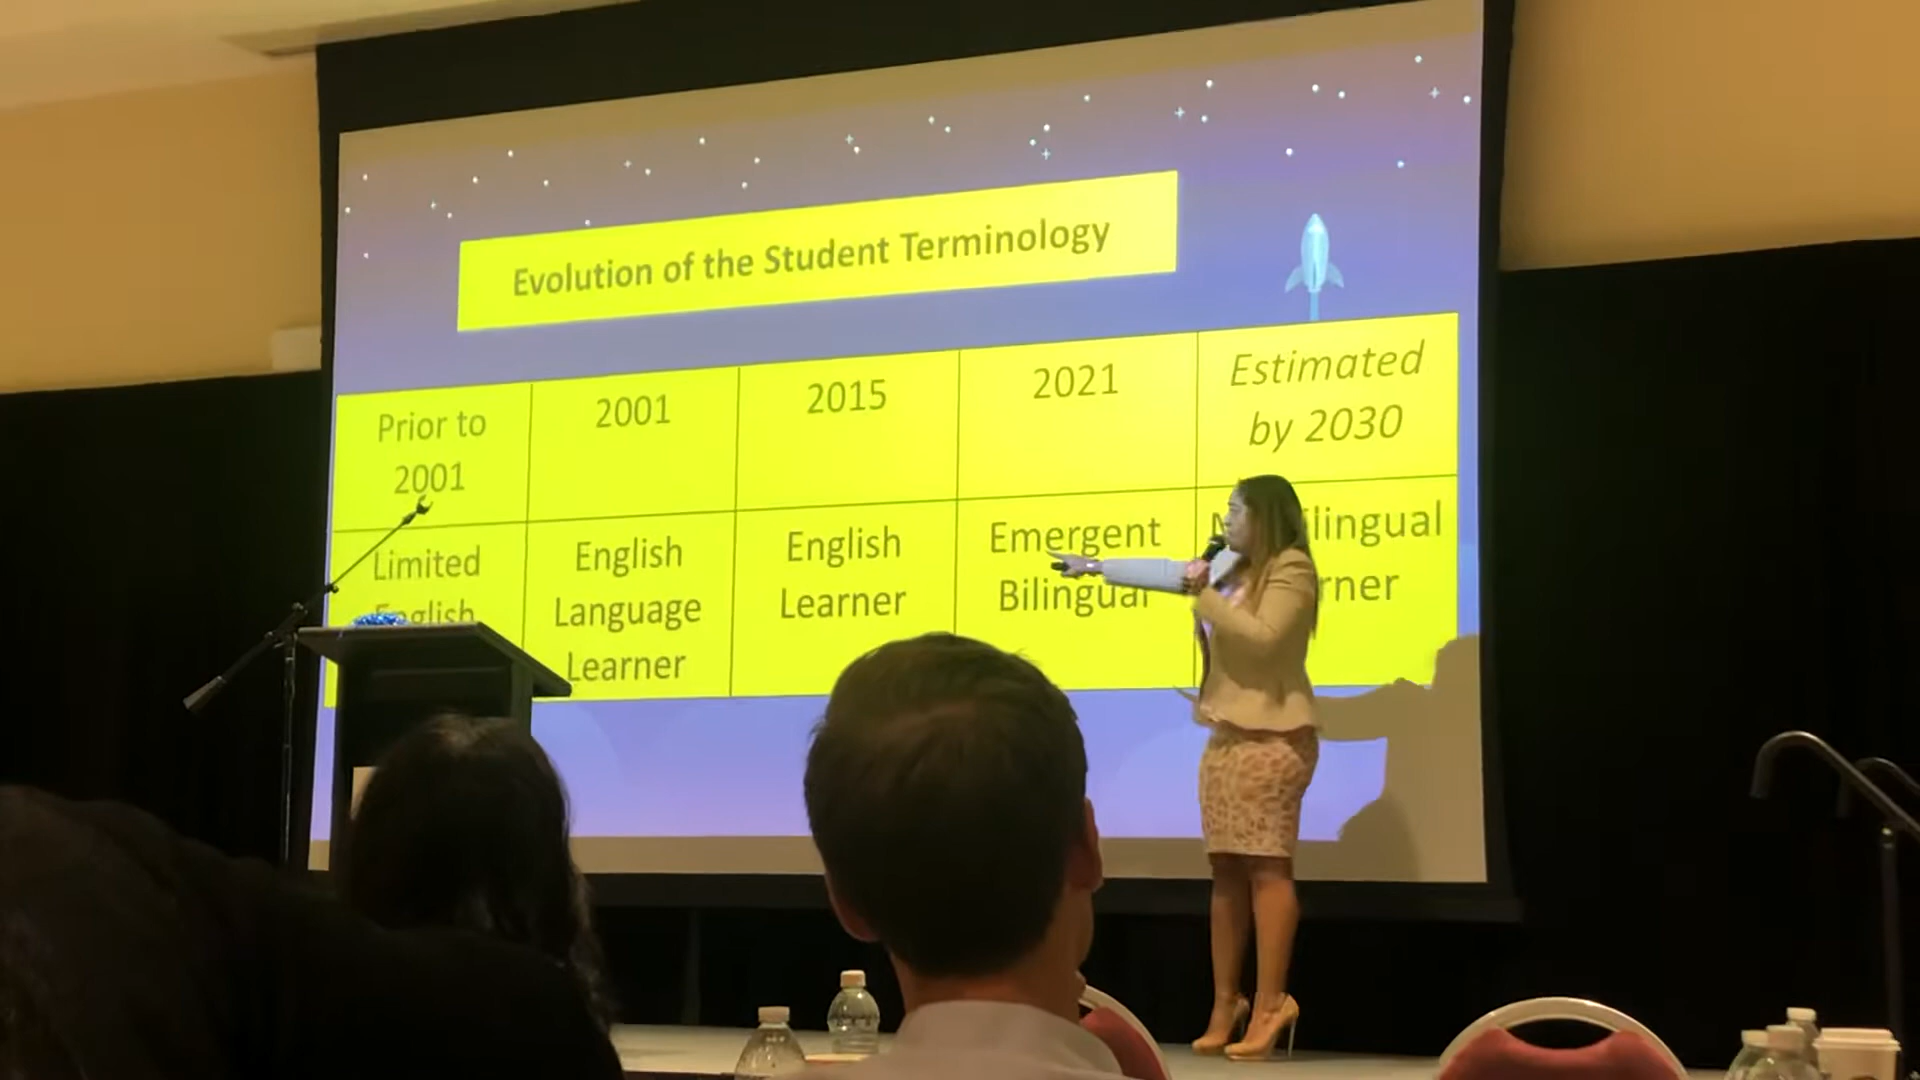 Evolution of the Student Terminology
Prior to
2001
2001
2015
2021
Estimated
by 2030
Limited
English
English
Language
Learner
English
Learner
Emergent
Bilingual